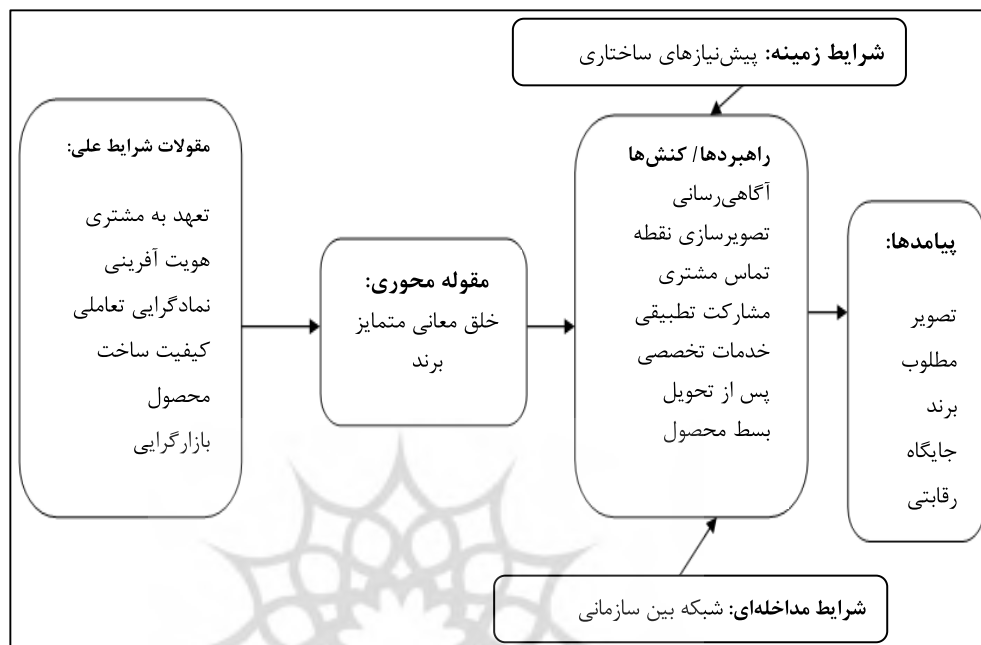 شرایط زمینه: پیش‌نیازهای ساختاری
مقولات شرایط علی:
تعهد به مشتری
هویت آفرینی
نمادگرایی تعاملی
کیفیت ساخت
محصول
بازارگرایی
مقوله محوری:
خلق معانی متمایز
برند
راهبردها/ کنش‌ها
آگاهی‌رسانی
تصویرسازی نقطه
تماس مشتری
مشارکت تطبیقی
خدمات تخصصی
پس از تحویل
بسط محصول
پیامدها:
تصویر
مطلوب
برند
جایگاه
رقابتی
شرایط مداخله‌ای: شبکه بین سازمانی